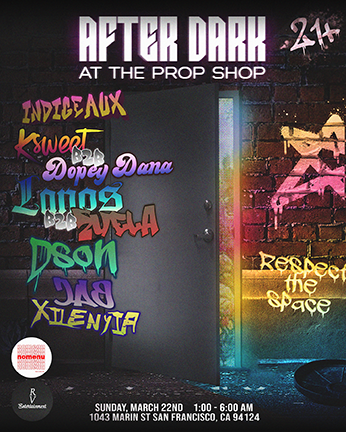 AFTER DARK
21+
AT THE PROP SHOP
INDIGEAUX
Ksweet
B2B
Dopey Dana
Lanos
B2B
ZUELA
DSON
XILENYIA
Respect
the
space
nomenu
Entertainment
SUNDAY, MARCH 22ND 1:00 - 6:00 AM
1043 MARIN ST SAN FRANCISCO, CA 94124